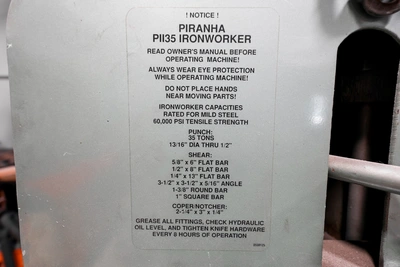 ! NOTICE !
PIRANHA
PII35 IRONWORKER
READ OWNER'S MANUAL BEFORE
OPERATING MACHINE!
ALWAYS WEAR EYE PROTECTION
WHILE OPERATING MACHINE!
DO NOT PLACE HANDS
NEAR MOVING PARTS!
IRONWORKER CAPACITIES
RATED FOR MILD STEEL
60,000 PSI TENSILE STRENGTH
PUNCH:
35 TONS
13/16" DIA THRU 1/2"
SHEAR:
5/8" x 6" FLAT BAR
1/2" x 8" FLAT BAR
1/4" x 13" FLAT BAR
3-1/2" x 3-1/2" x 5/16" ANGLE
1-3/8" ROUND BAR
1" SQUARE BAR
COPER/NOTCHER:
2-1/4" x 3" x 1/4"
GREASE ALL FITTINGS, CHECK HYDRAULIC
OIL LEVEL, AND TIGHTEN KNIFE HARDWARE
EVERY 8 HOURS OF OPERATION